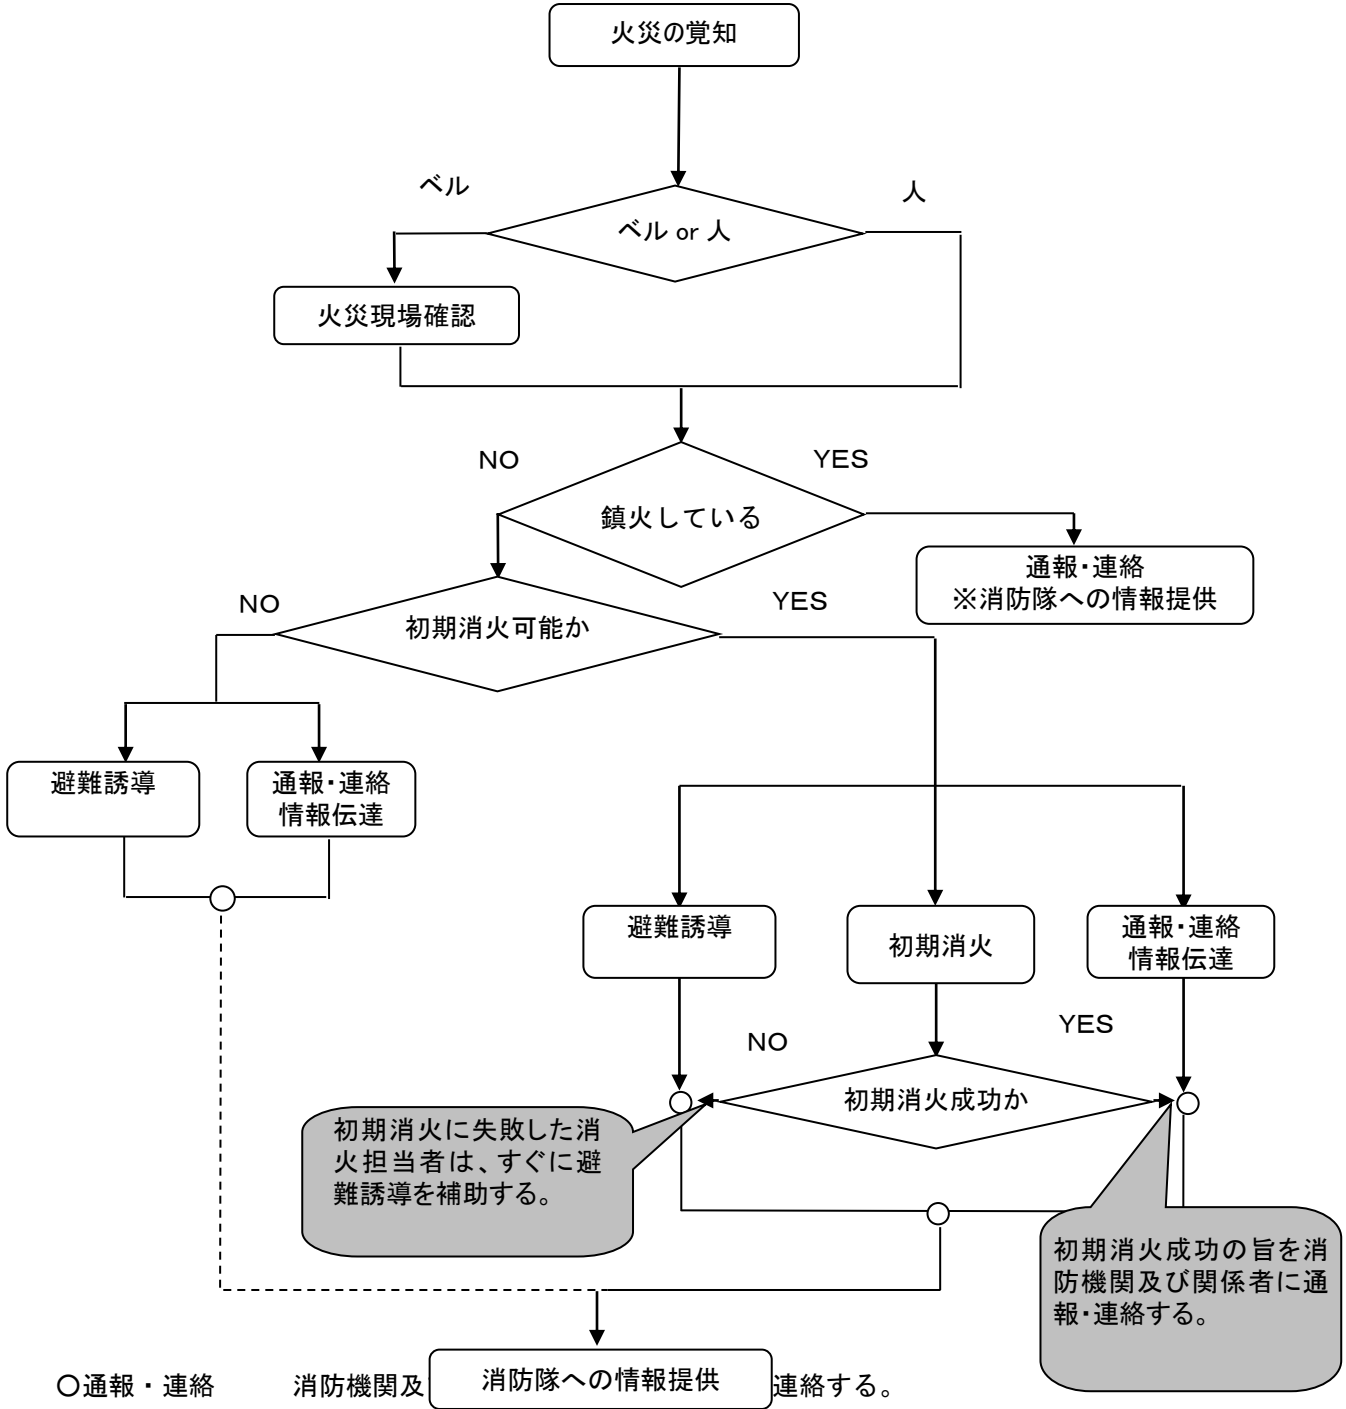 火災の覚知
ベル
人
ベル or 人
火災現場確認
NO
YES
鎮火している
通報・連絡
※消防隊への情報提供
NO
YES
初期消火可能か
避難誘導
通報・連絡
情報伝達
避難誘導
初期消火
通報・連絡
情報伝達
NO
YES
初期消火成功か
初期消火に失敗した消
火担当者は、すぐに避
難誘導を補助する。
初期消火成功の旨を消
防機関及び関係者に通
報・連絡する。
消防隊への情報提供
○通報・連絡 消防機関及 連絡する。